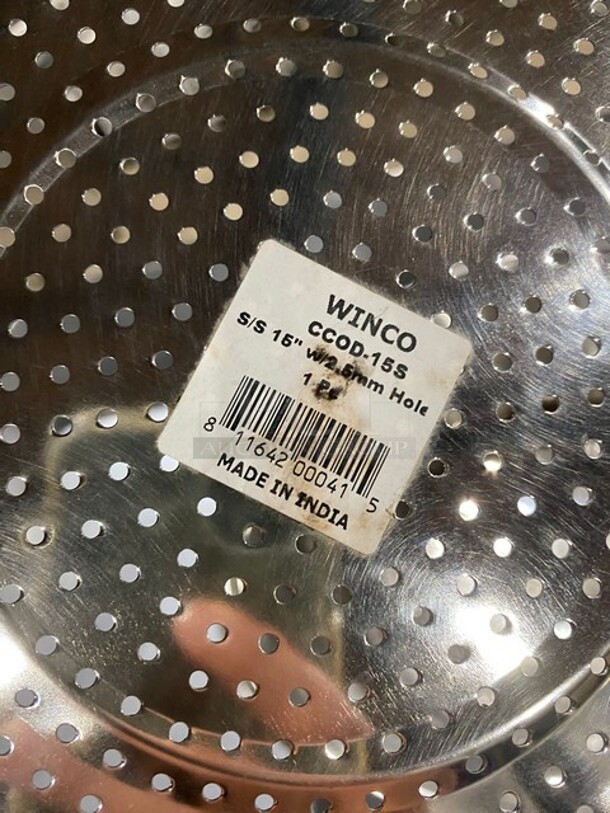 WINCO
CCOD-15S
S/S 15" w/2.5mm Hole
1 Pc
8 11642 00041 5
MADE IN INDIA